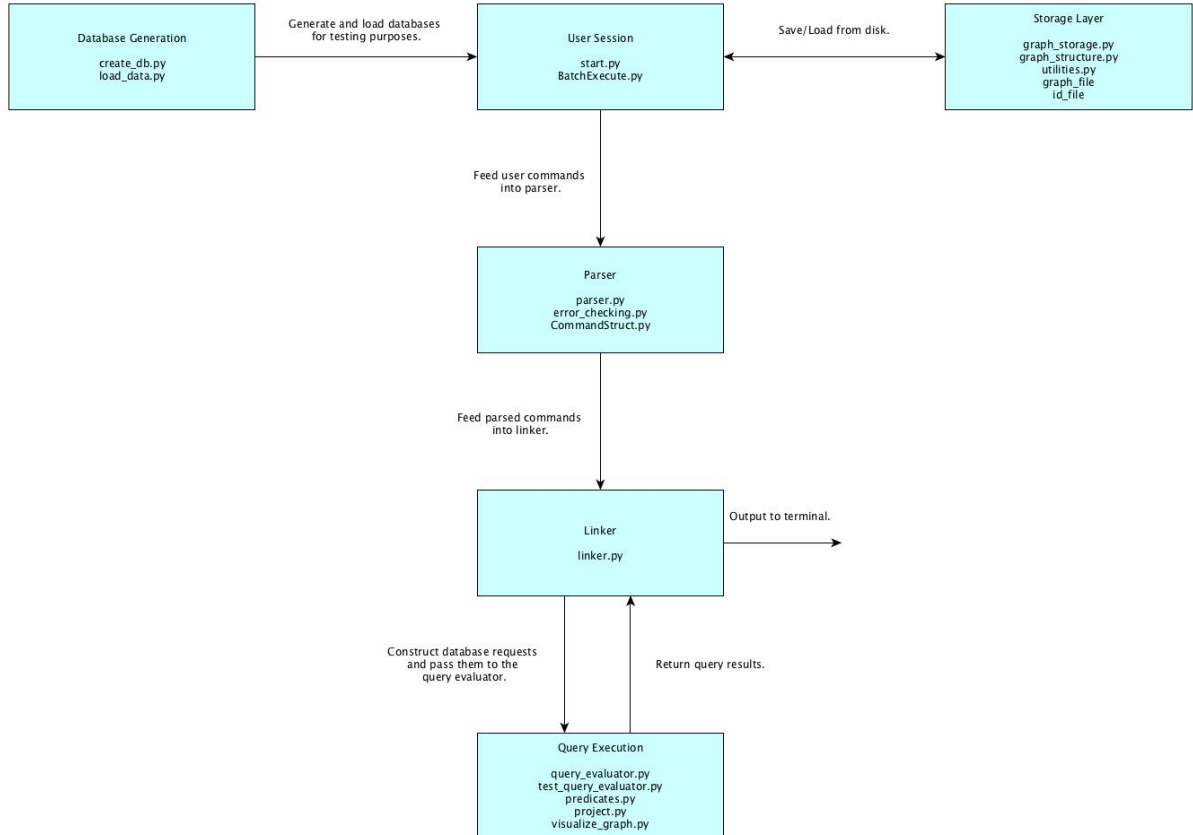 Database Generation
create_db.py
load_data.py
Generate and load databases
for testing purposes.
User Session
start.py
BatchExecute.py
Save/Load from disk.
Storage Layer
graph_storage.py
graph_structure.py
utilities.py
graph_file
id_file
Feed user commands
into parser.
Parser
parser.py
error_checking.py
CommandStruct.py
Feed parsed commands
into linker.
Linker
linker.py
Output to terminal.
Construct database requests
and pass them to the
query evaluator.
Return query results.
Query Execution
query_evaluator.py
test_query_evaluator.py
predicates.py
project.py
visualize_graph.py